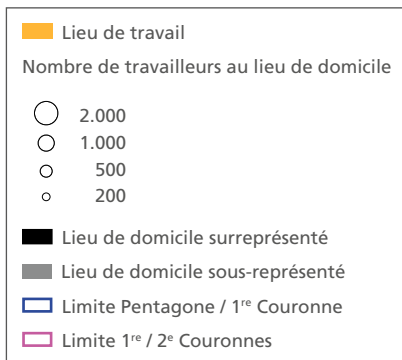 Lieu de travail
Nombre de travailleurs au lieu de domicile
2.000
1.000
500
200
Lieu de domicile surreprésenté
Lieu de domicile sous-représenté
Limite Pentagone / 1re Couronne
Limite 1re / 2e Couronnes